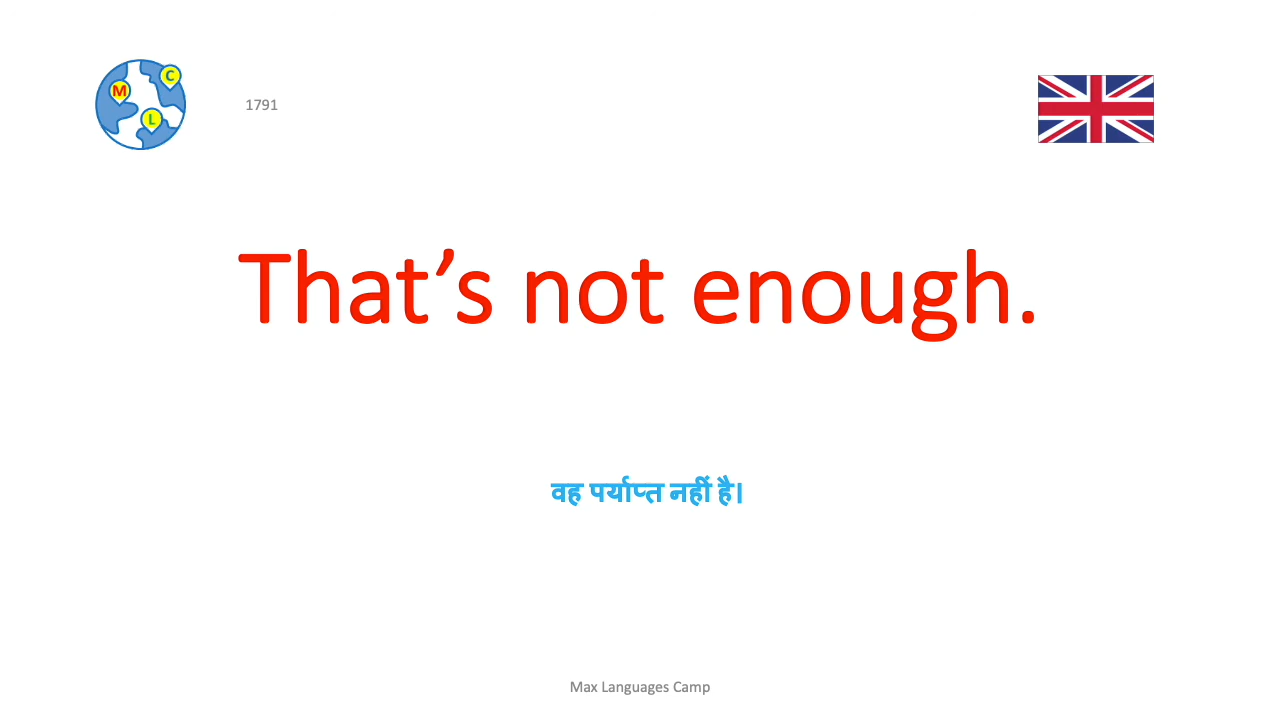 M
C
L
1791
That’s not enough.
वह पर्याप्त नहीं है।
Max Languages Camp